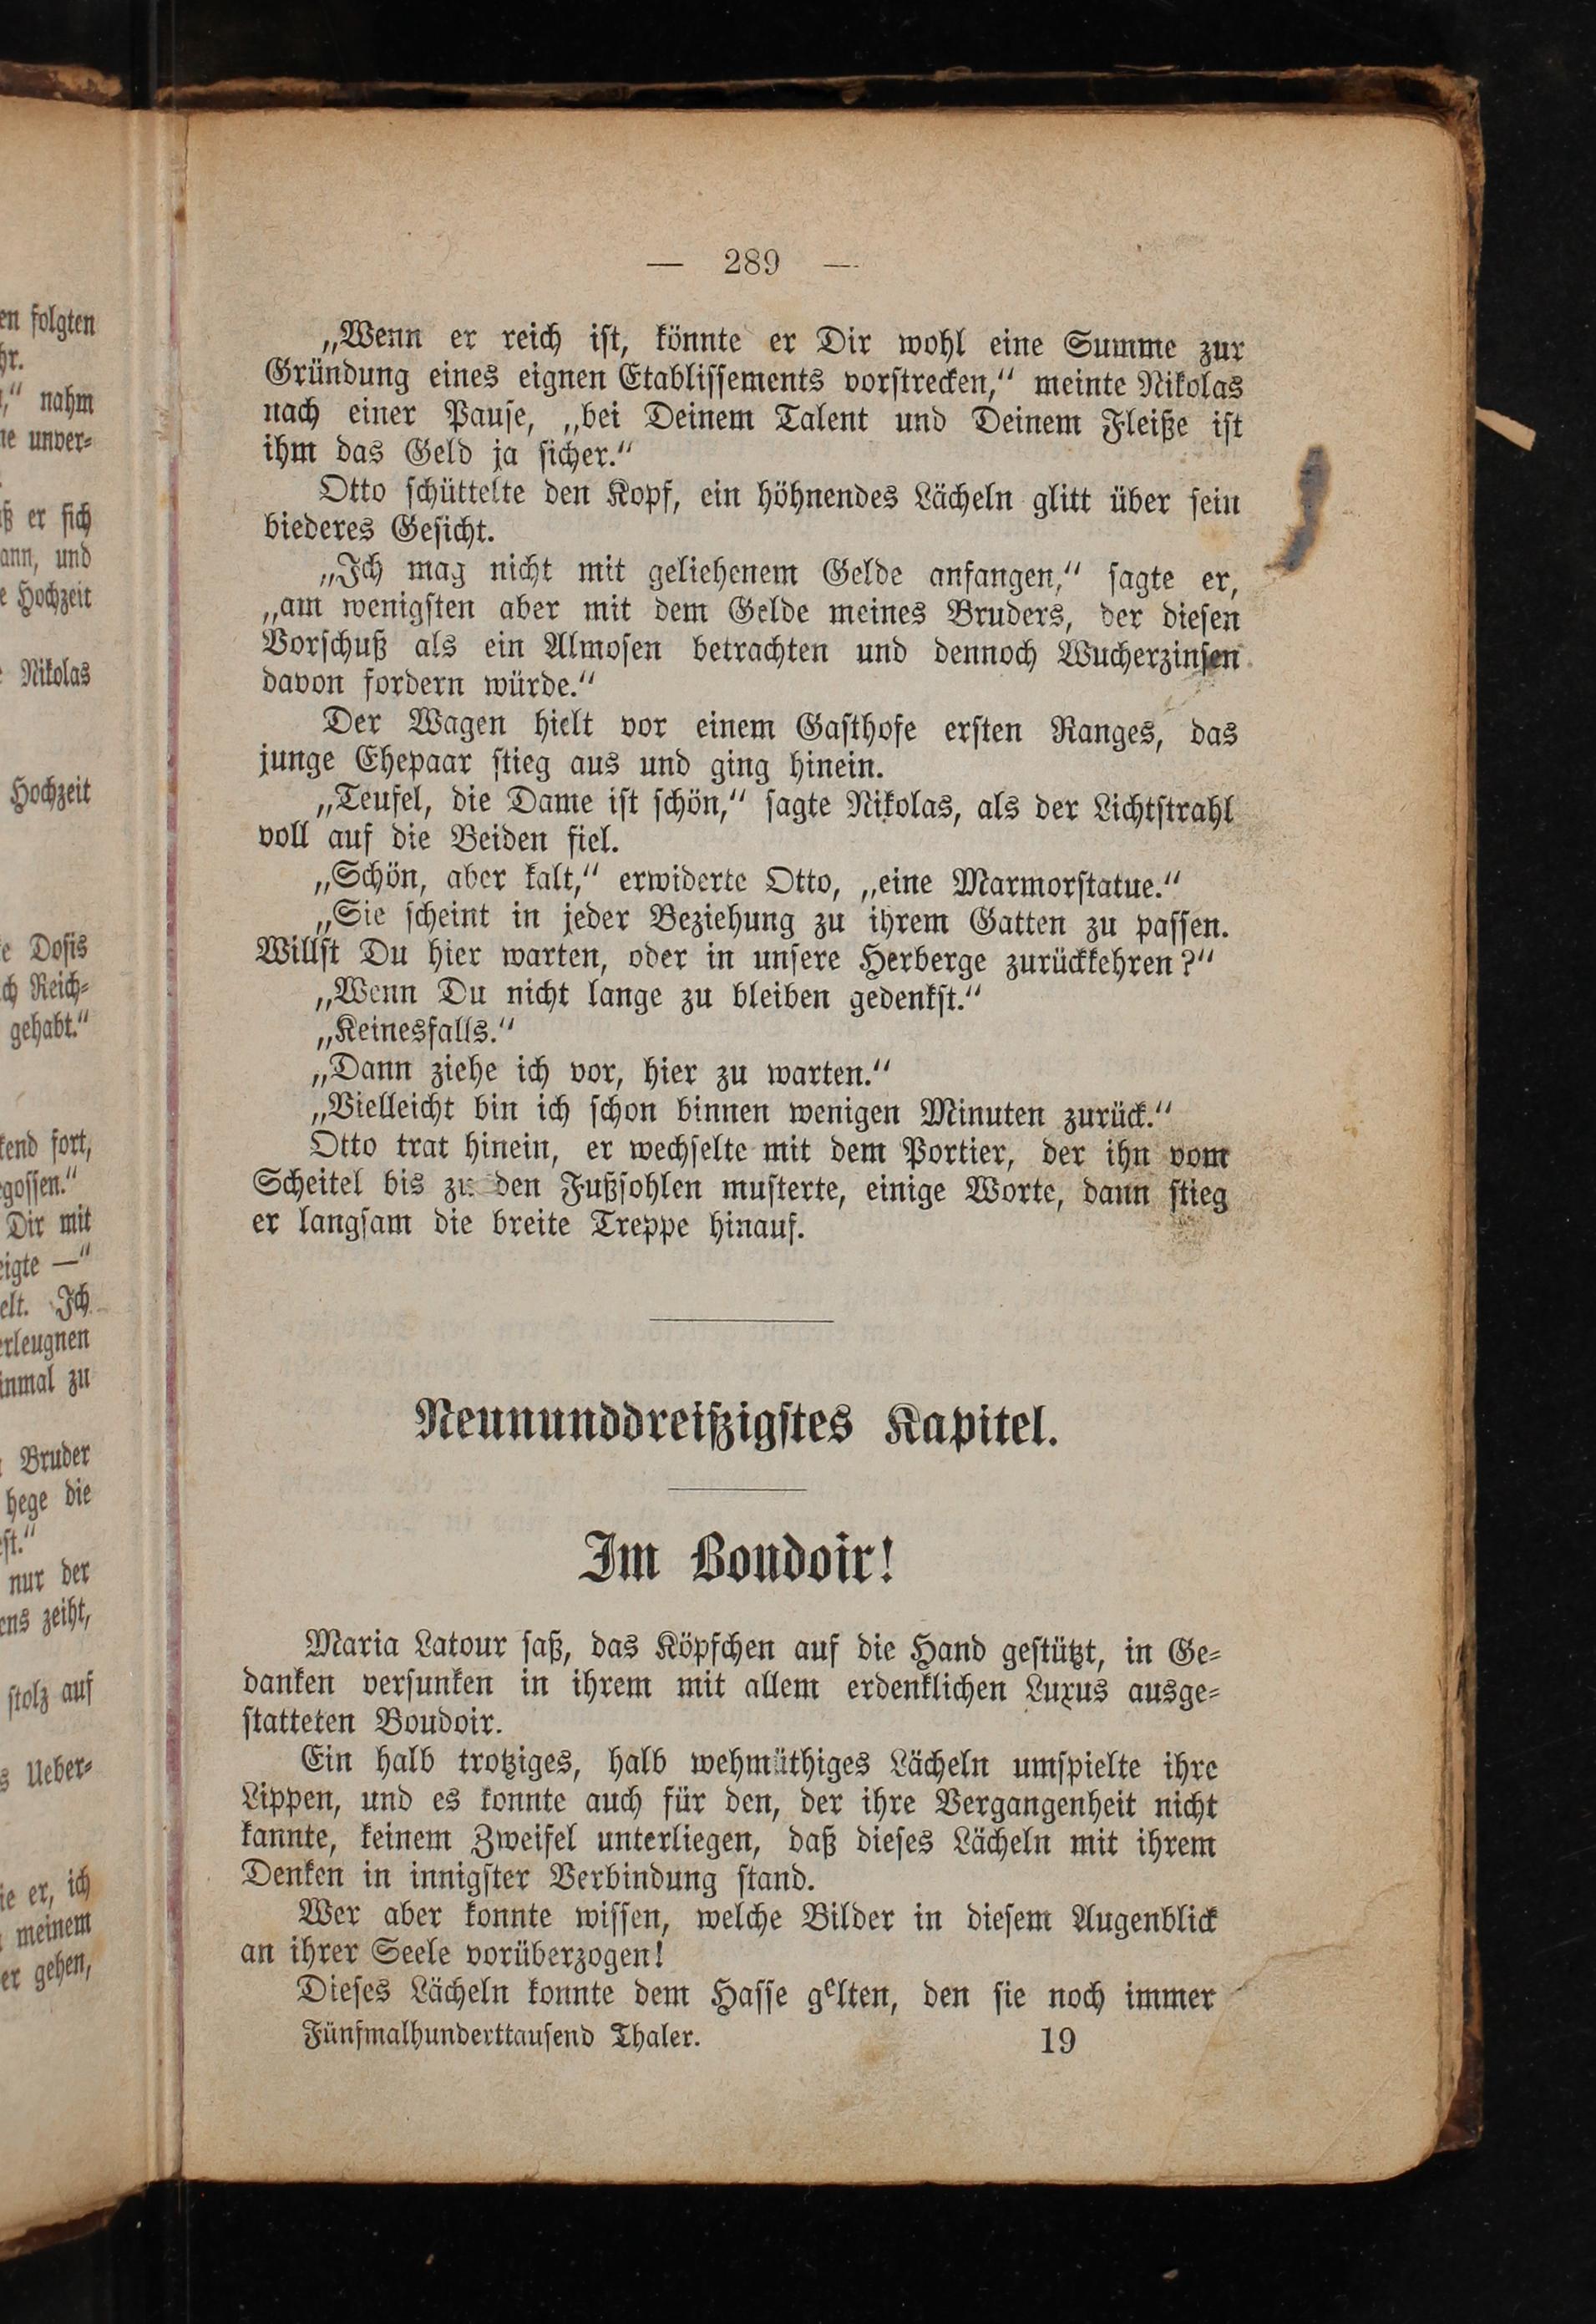 — 289 —
„Wenn er reich ist, könnte er Dir wohl eine Summe zur
Gründung eines eignen Etablissements vorstrecken,“ meinte Nikolas
nach einer Pause, „bei Deinem Talent und Deinem Fleiße ist
ihm das Geld ja sicher.“
Otto schüttelte den Kopf, ein höhnendes Lächeln glitt über sein
biederes Gesicht.
„Ich mag nicht mit geliehenem Gelde anfangen,“ sagte er,
„am wenigsten aber mit dem Gelde meines Bruders, der diesen
Vorschuß als ein Almosen betrachten und dennoch Wucherzinsen
davon fordern würde.“
Der Wagen hielt vor einem Gasthofe ersten Ranges, das
junge Ehepaar stieg aus und ging hinein.
„Teufel, die Dame ist schön,“ sagte Nikolas, als der Lichtstrahl
voll auf die Beiden fiel.
„Schön, aber kalt,“ erwiderte Otto, „eine Marmorstatue.“
„Sie scheint in jeder Beziehung zu ihrem Gatten zu passen.
Willst Du hier warten, oder in unsere Herberge zurückkehren?“
„Wenn Du nicht lange zu bleiben gedenkst.“
„Keinesfalls.“
„Dann ziehe ich vor, hier zu warten.“
„Vielleicht bin ich schon binnen wenigen Minuten zurück.“
Otto trat hinein, er wechselte mit dem Portier, der ihn vom
Scheitel bis zu den Fußsohlen musterte, einige Worte, dann stieg
er langsam die breite Treppe hinauf.
Neununddreißigstes Kapitel.
Im Boudoir!
Maria Latour saß, das Köpfchen auf die Hand gestützt, in Ge-
danken versunken in ihrem mit allem erdenklichen Luxus ausge-
statteten Boudoir.
Ein halb trotziges, halb wehmüthiges Lächeln umspielte ihre
Lippen, und es konnte auch für den, der ihre Vergangenheit nicht
kannte, keinem Zweifel unterliegen, daß dieses Lächeln mit ihrem
Denken in innigster Verbindung stand.
Wer aber konnte wissen, welche Bilder in diesem Augenblick
an ihrer Seele vorüberzogen!
Dieses Lächeln konnte dem Hasse gelten, den sie noch immer
Fünfmalhunderttausend Thaler. 19